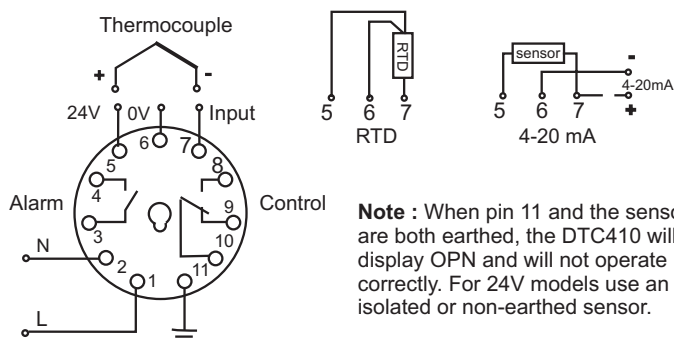 Thermocouple
+ -
24V 0V Input
5 6 7
4 8
Alarm Control
3 9
N 2 10
1 11
L
RTD
5 6 7
RTD
sensor
-
4-20mA
5 6 7 +
4-20 mA
Note : When pin 11 and the senso
are both earthed, the DTC410 will
display OPN and will not operate
correctly. For 24V models use an
isolated or non-earthed sensor.